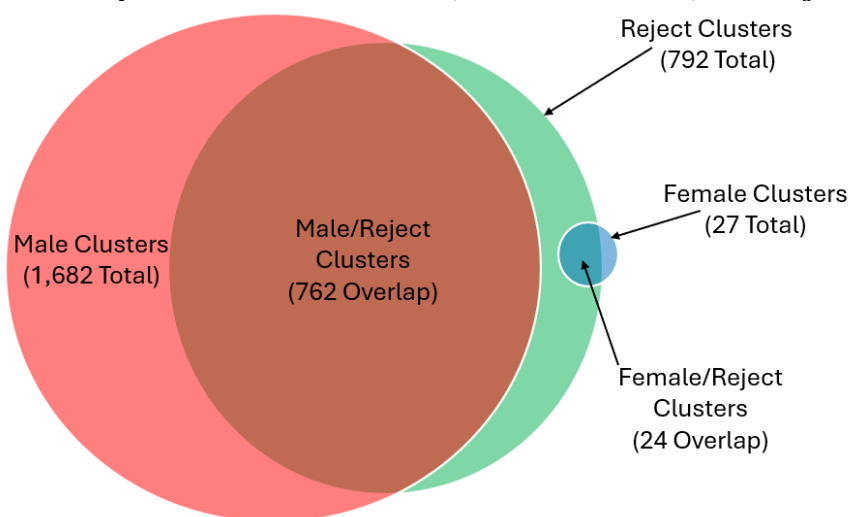 Reject Clusters
(792 Total)
Female Clusters
(27 Total)
Male Clusters
(1,682 Total)
Male/Reject
Clusters
(762 Overlap)
Female/Reject
Clusters
(24 Overlap)